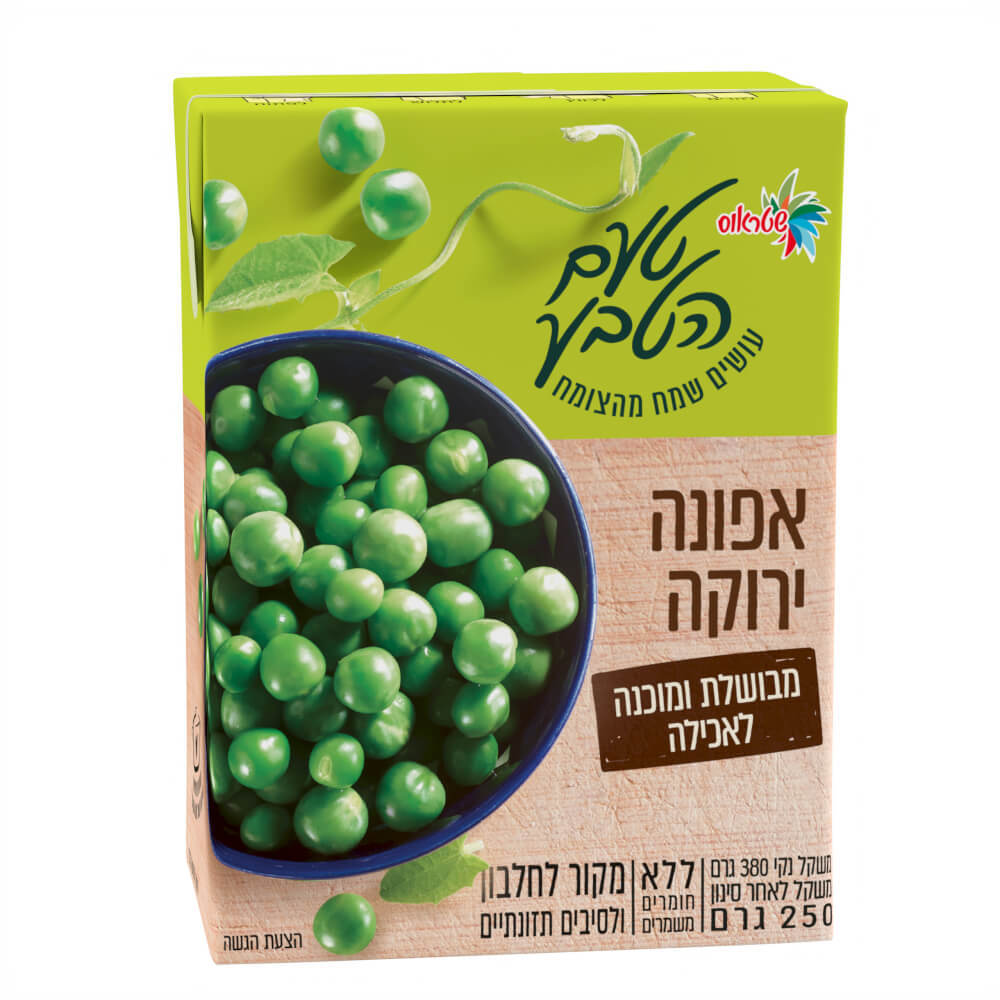 שטראוס
טעם
הטבע
עושים שמח מהצומח
אפונה
ירוקה
מבושלת ומוכנה
לאכילה
משקל נקי 380 גרם
משקל לאחר סינון
250 גרם
ללא
חומרים
משמרים
מקור לחלבון
ולסיבים תזונתיים
הצעת הגשה